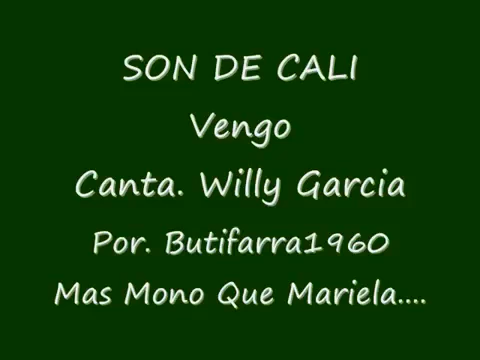 SON DE CALI
Vengo
Canta. Willy Garcia
Por. Butifarra1960
Mas Mono Que Mariela....